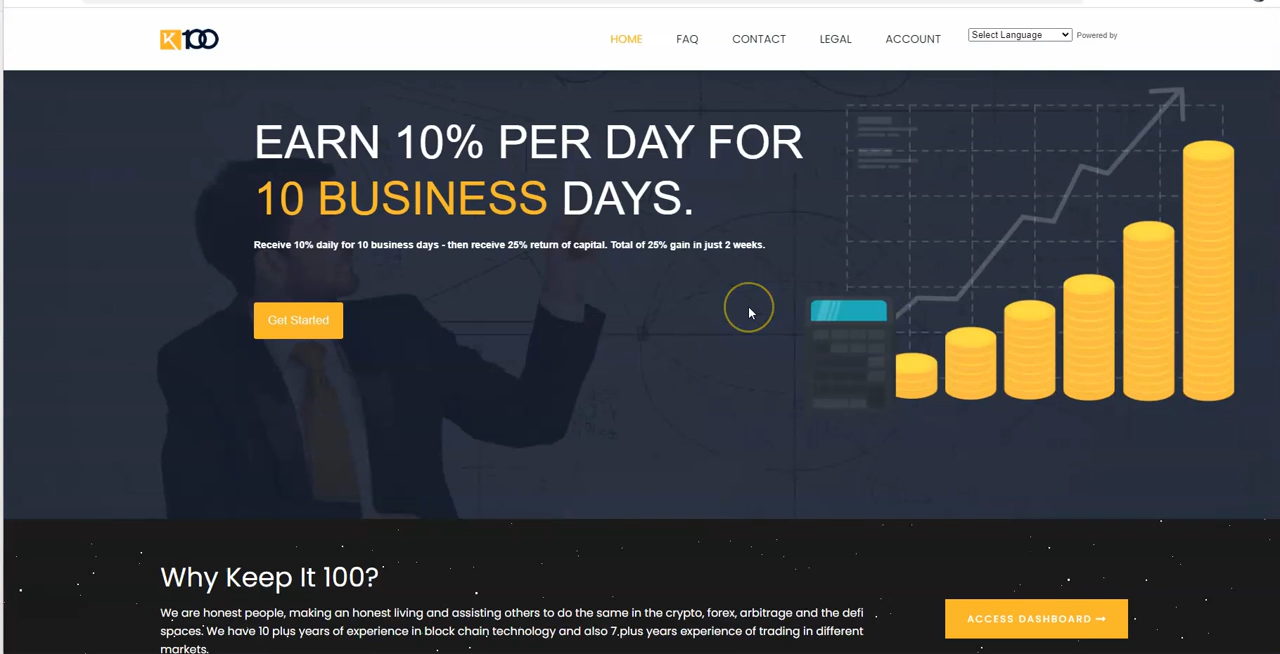 K100
HOME FAQ CONTACT LEGAL ACCOUNT Select Language Powered by
EARN 10% PER DAY FOR
10 BUSINESS DAYS.
Receive 10% daily for 10 business days - then receive 25% return of capital. Total of 25% gain in just 2 weeks.
Get Started
Why Keep It 100?
We are honest people, making an honest living and assisting others to do the same in the crypto, forex, arbitrage and the defi
spaces. We have 10 plus years of experience in block chain technology and also 7 plus years experience of trading in different
markets.
ACCESS DASHBOARD